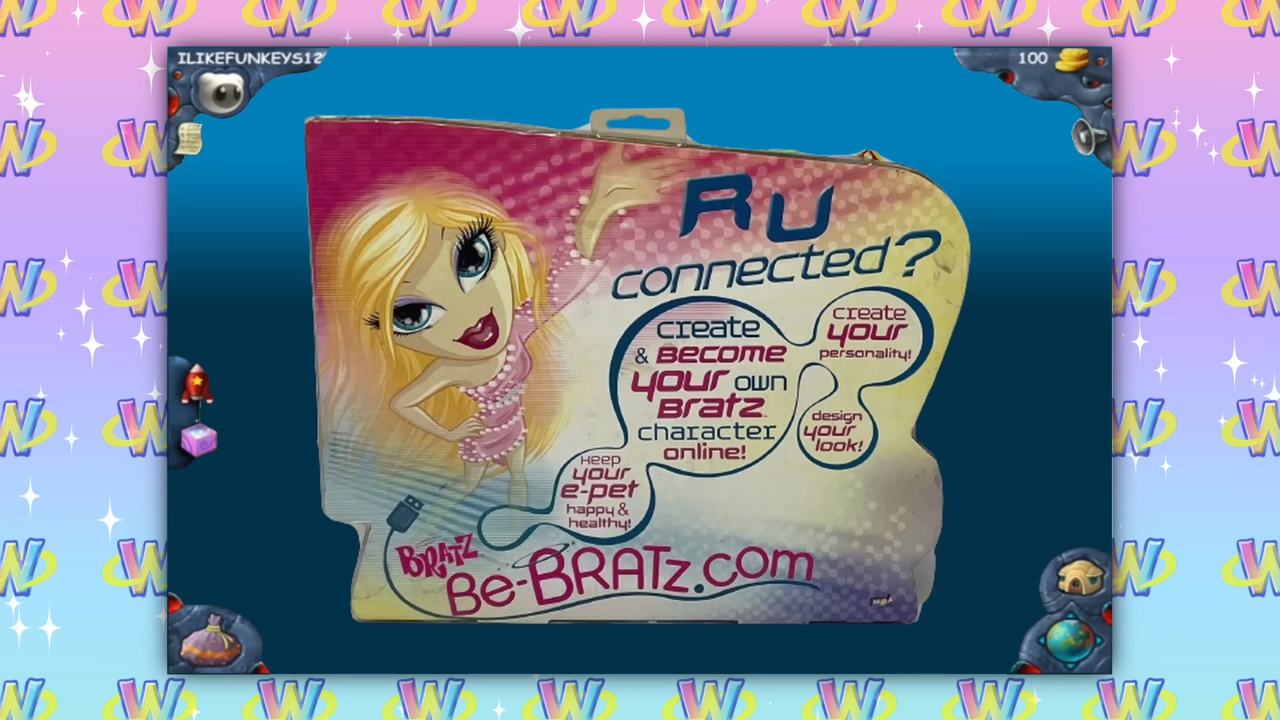 ILIKEFUNKEYS12
100
R U
connected?
create
& Become
your own
Bratz
character
online!
create
your
personality!
design
your
look!
Keep
your
e-pet
happy &
healthy!
BRATZ
Be-BRATZ.com